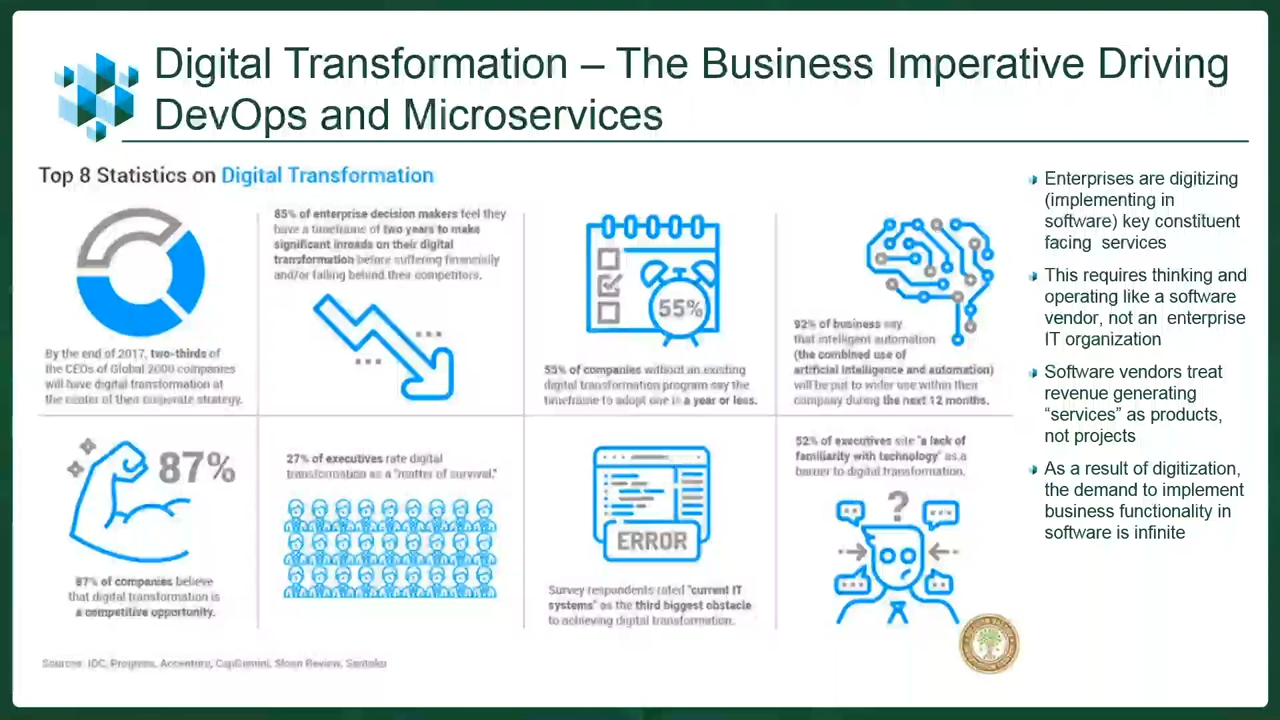 Digital Transformation – The Business Imperative Driving
DevOps and Microservices
Top 8 Statistics on Digital Transformation
By the end of 2017, two-thirds of
the CEOs of Global 2000 companies
will have digital transformation at
the center of their corporate strategy.
85% of enterprise decision makers feel they
have a timeframe of two years to make
significant inroads on their digital
transformation before suffering financially
and/or falling behind their competitors.
55%
55% of companies without an existing
digital transformation program say the
timeframe to adopt one is a year or less.
92% of business say
that intelligent automation
(the combined use of
artificial intelligence and automation)
will be put to wider use within their
company during the next 12 months.
87%
87% of companies believe
that digital transformation is
a competitive opportunity.
27% of executives rate digital
transformation as a "matter of survival."
ERROR
Survey respondents rated "current IT
systems" as the third biggest obstacle
to achieving digital transformation.
52% of executives site "a lack of
familiarity with technology" as a
barrier to digital transformation.
?
Sources: IDC, Progress, Accenture, CapGemini, Sloan Review, Santoku
Enterprises are digitizing
(implementing in
software) key constituent
facing services
This requires thinking and
operating like a software
vendor, not an enterprise
IT organization
Software vendors treat
revenue generating
“services” as products,
not projects
As a result of digitization,
the demand to implement
business functionality in
software is infinite